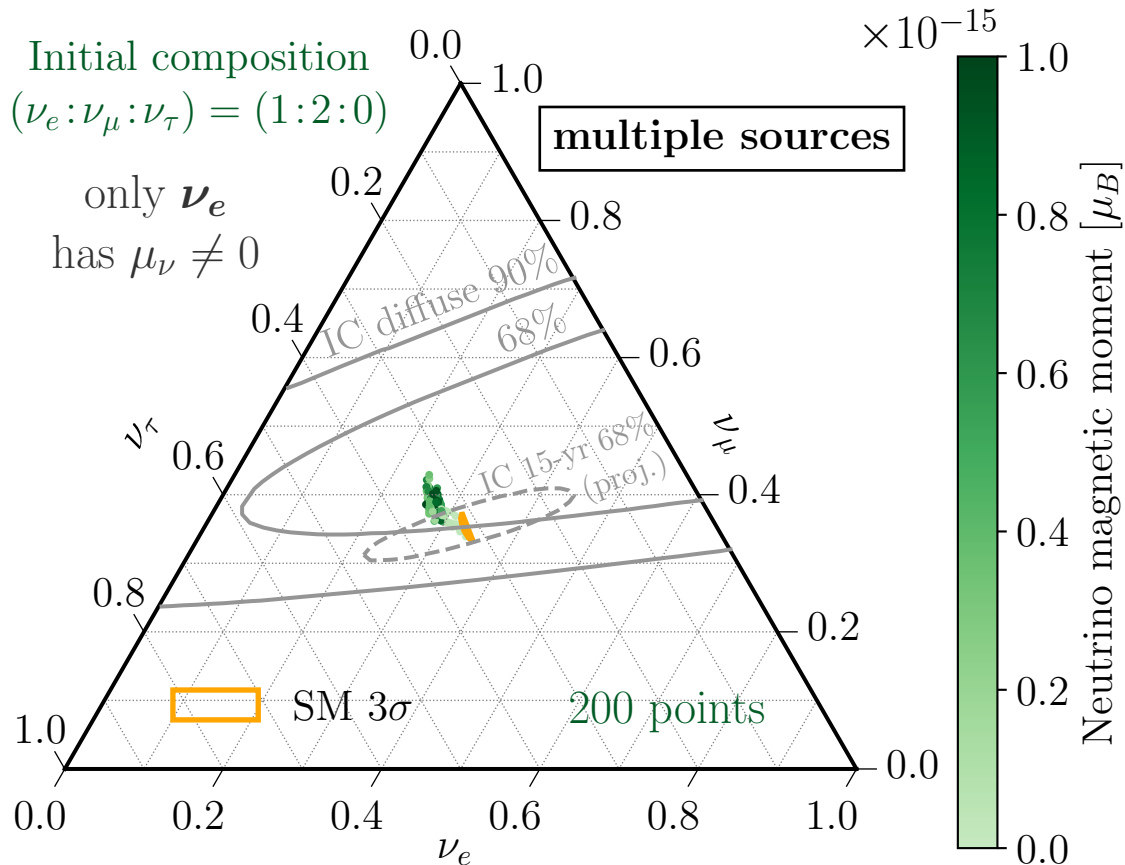 Initial composition
(νₑ:ν_μ:ν_τ) = (1:2:0)
only νₑ
has μ_ν ≠ 0
multiple sources
×10⁻¹⁵
0.0
0.2
0.4
0.6
0.8
1.0
ν_τ
1.0
0.8
0.6
0.4
0.2
0.0
ν_μ
IC diffuse 90%
68%
IC 15-yr 68%
(proj.)
SM 3σ
200 points
0.0 0.2 0.4 0.6 0.8 1.0
νₑ
1.0
0.8
0.6
0.4
0.2
0.0
Neutrino magnetic moment [μ_B]